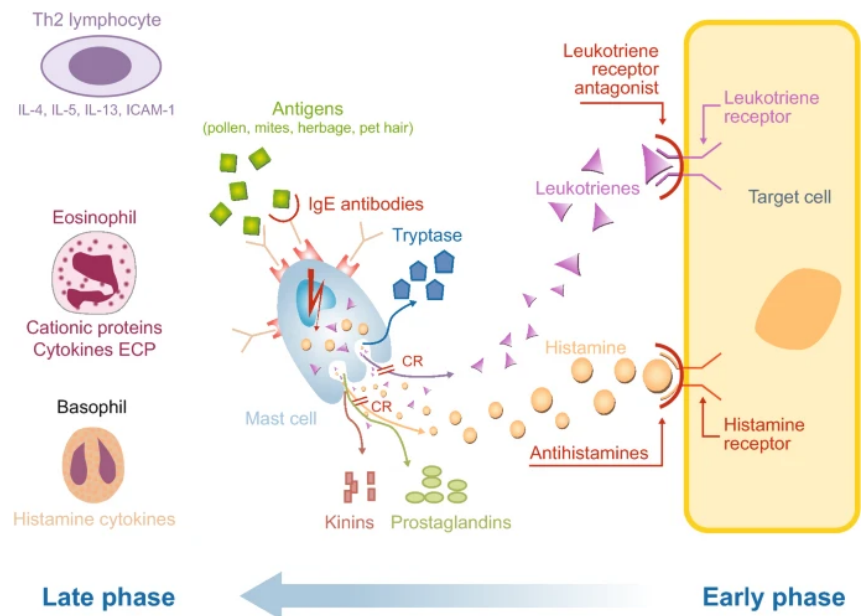 Th2 lymphocyte
IL-4, IL-5, IL-13, ICAM-1
Eosinophil
Cationic proteins
Cytokines ECP
Basophil
Histamine cytokines
Antigens
(pollen, mites, herbage, pet hair)
IgE antibodies
Tryptase
Mast cell
CR
CR
Kinins
Prostaglandins
Leukotrienes
Histamine
Antihistamines
Leukotriene
receptor
antagonist
Leukotriene
receptor
Target cell
Histamine
receptor
Late phase
Early phase